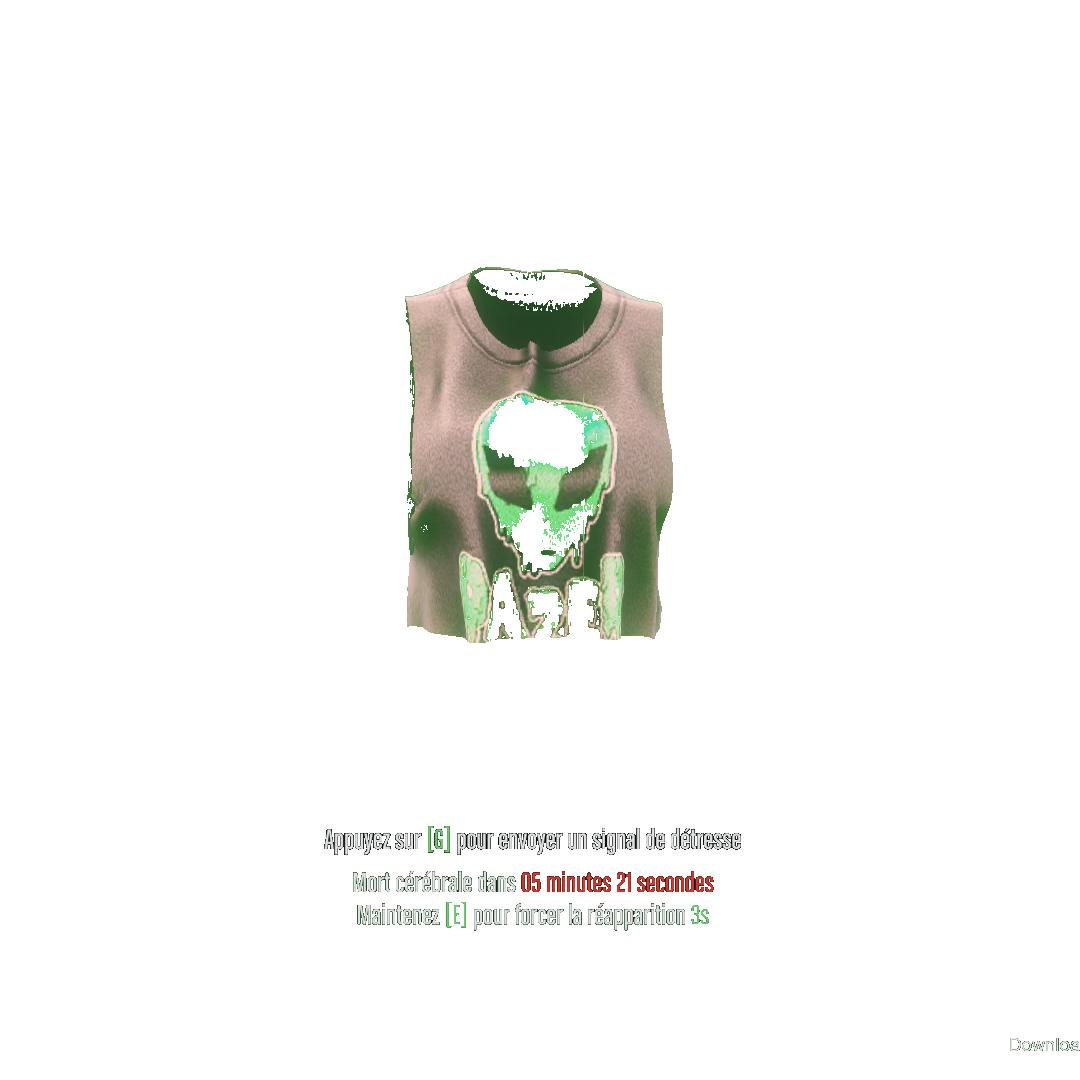 Appuyez sur [G] pour envoyer un signal de détresse
Mort cérébrale dans 05 minutes 21 secondes
Maintenez [E] pour forcer la réapparition 3s
Downloa